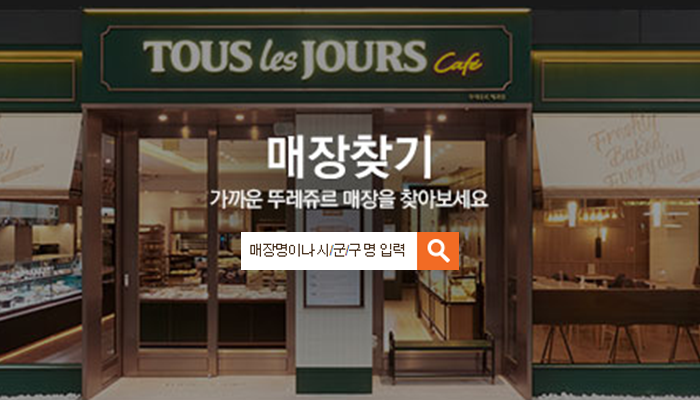 TOUS les JOURS Café
매장찾기
가까운 뚜레쥬르 매장을 찾아보세요
매장명이나 시/군/구 명 입력
Freshly
Baked
Everyday